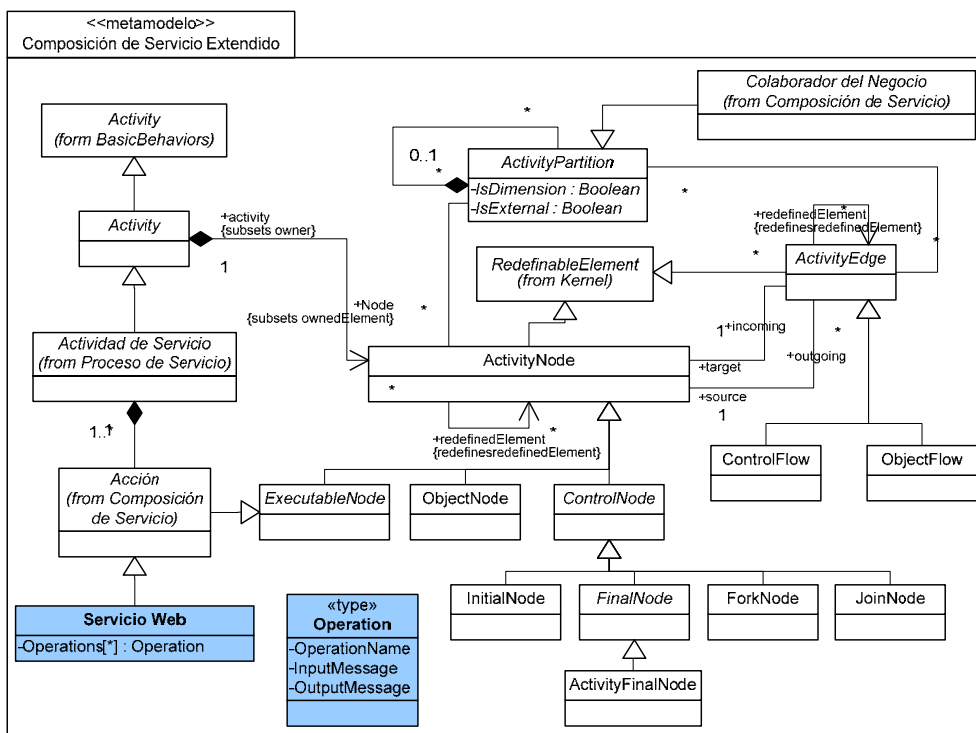 <<metamodelo>>
Composición de Servicio Extendido
Colaborador del Negocio
(from Composición de Servicio)
Activity
(form BasicBehaviors)
*
0..1
*
ActivityPartition
-IsDimension : Boolean
-IsExternal : Boolean
*
Activity
+activity
{subsets owner}
1
*
+redefinedElement
{redefinesredefinedElement}
*
ActivityEdge
RedefinableElement
(from Kernel)
*
+Node
{subsets ownedElement}
*
1
+incoming
*
Actividad de Servicio
(from Proceso de Servicio)
ActivityNode
*
+target
+outgoing
+source
1
1..*
1
+redefinedElement
{redefinesredefinedElement}
*
ControlFlow
ObjectFlow
Acción
(from Composición
de Servicio)
ExecutableNode
ObjectNode
ControlNode
InitialNode
FinalNode
ForkNode
JoinNode
Servicio Web
-Operations[*] : Operation
«type»
Operation
-OperationName
-InputMessage
-OutputMessage
ActivityFinalNode